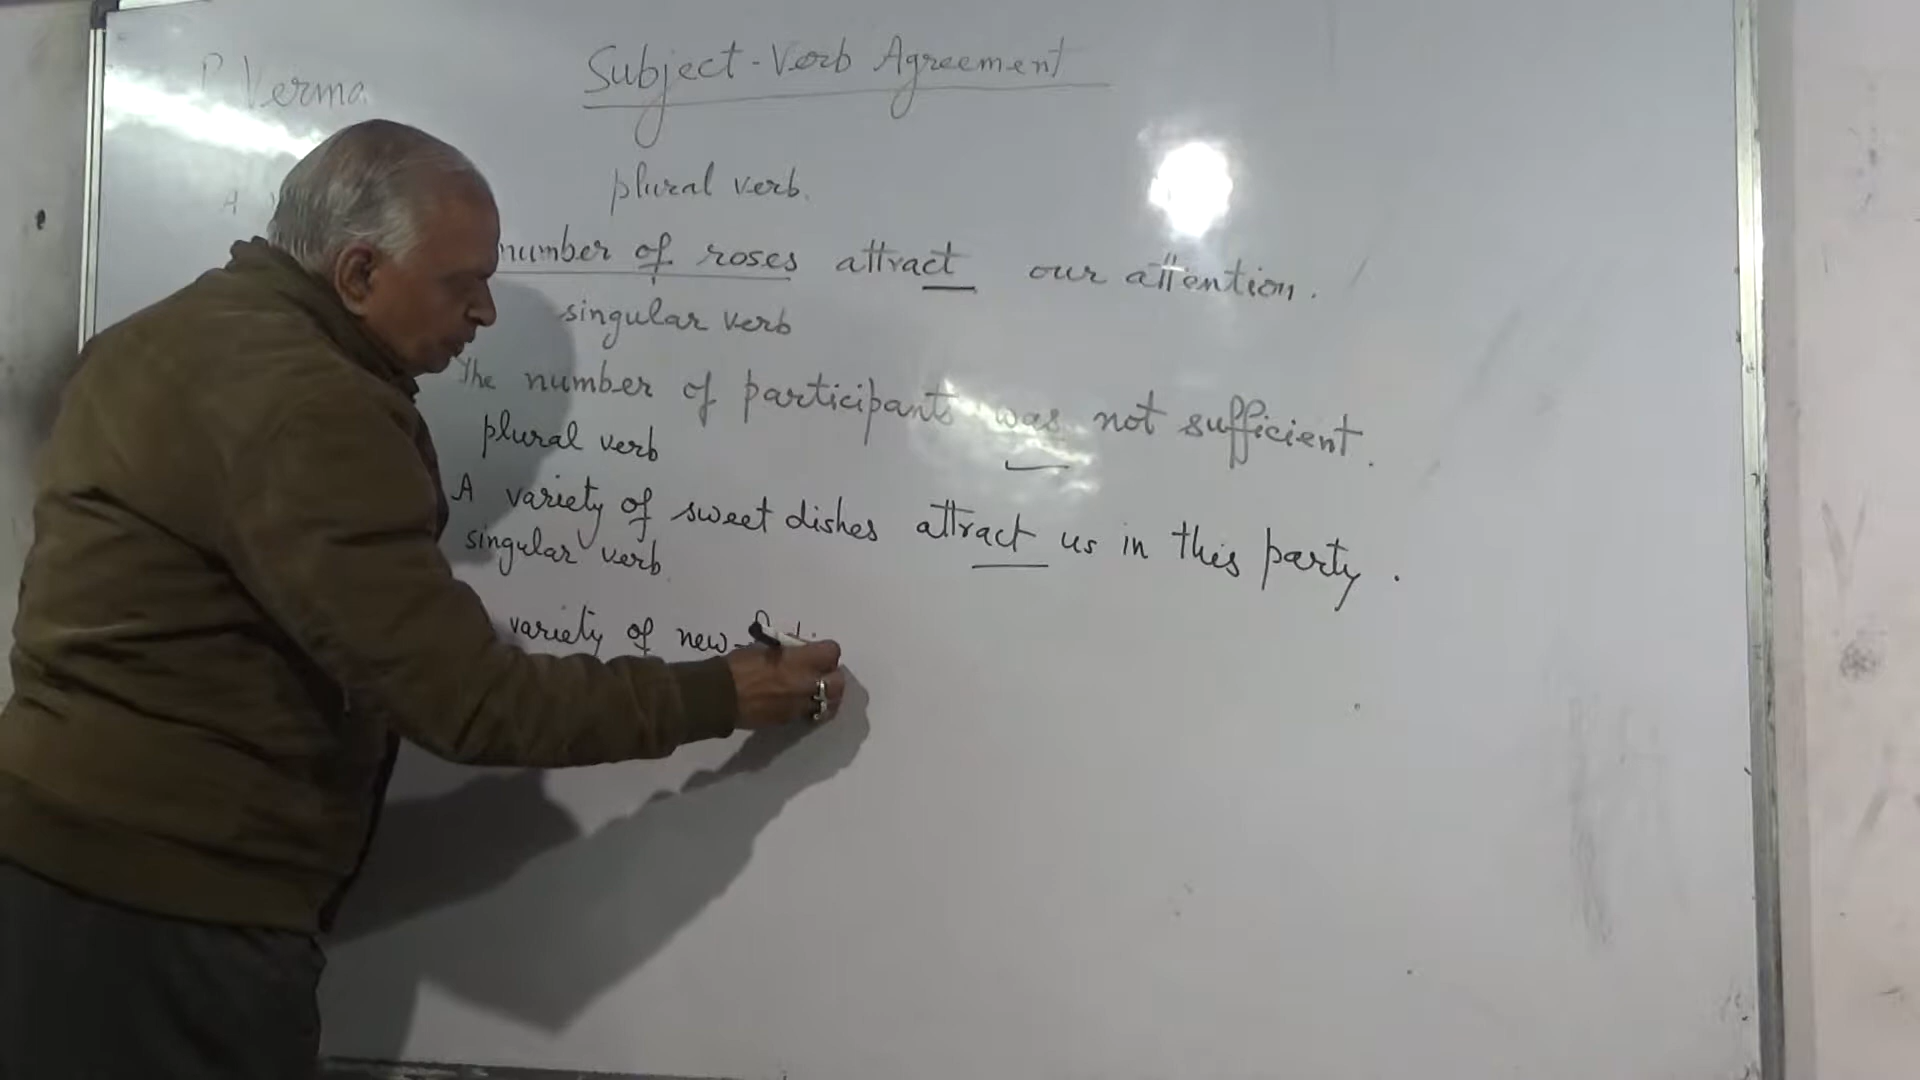 P Verma
Subject-Verb Agreement
plural verb.
number of roses attract our attention.
singular verb
The number of participants was not sufficient.
plural verb
A variety of sweet dishes attract us in this party.
singular verb
variety of new